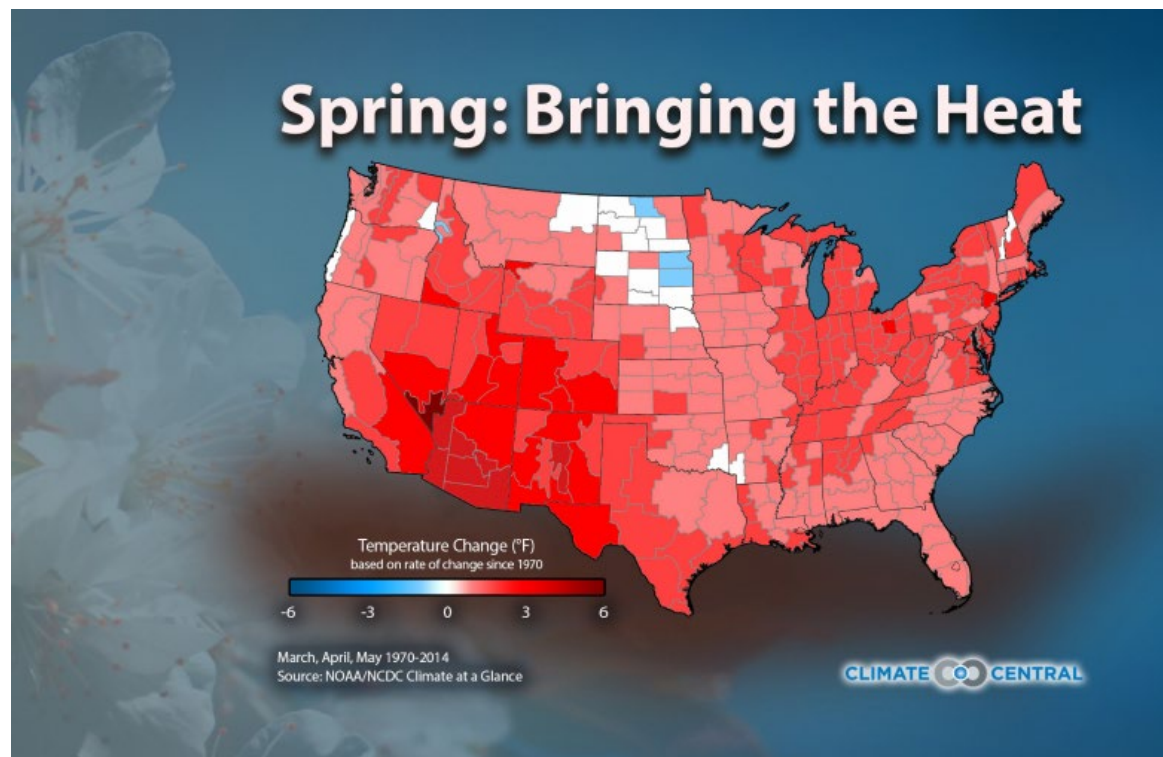 Spring: Bringing the Heat
Temperature Change (°F)
based on rate of change since 1970
-6 -3 0 3 6
March, April, May 1970-2014
Source: NOAA/NCDC Climate at a Glance
CLIMATE CENTRAL